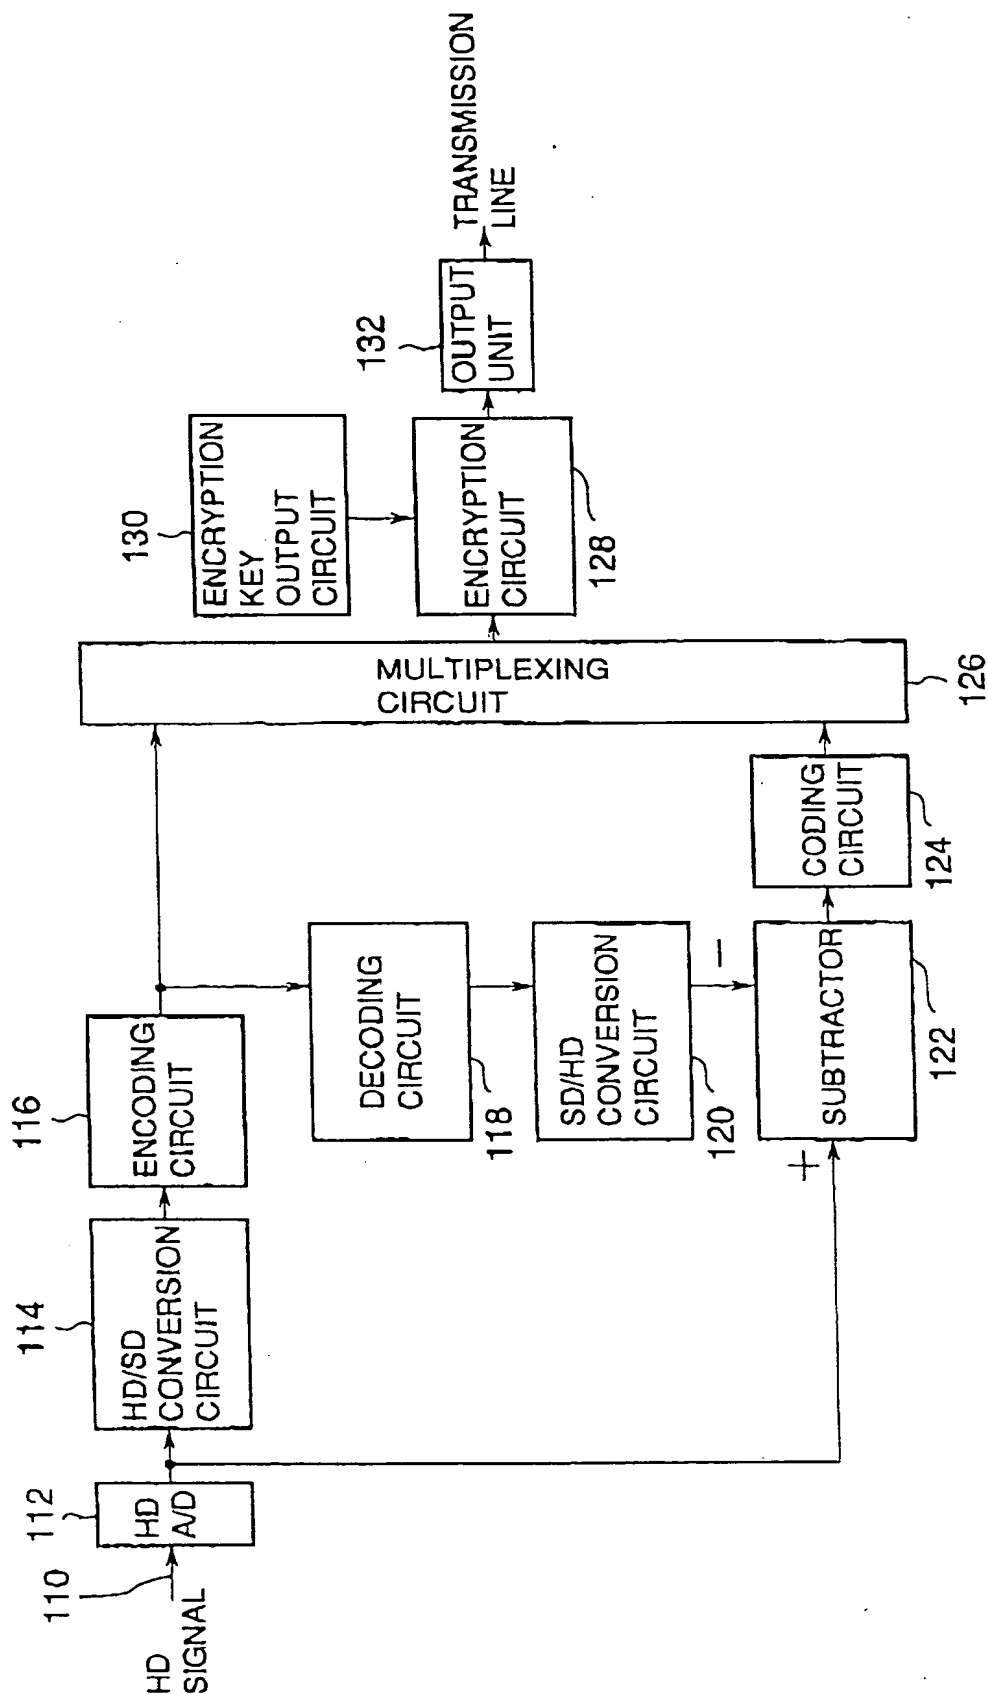 HD
SIGNAL
110
112
HD
A/D
114
HD/SD
CONVERSION
CIRCUIT
116
ENCODING
CIRCUIT
DECODING
CIRCUIT
118
SD/HD
CONVERSION
CIRCUIT
120
−
+
SUBTRACTOR
122
CODING
CIRCUIT
124
MULTIPLEXING
CIRCUIT
126
130
ENCRYPTION
KEY
OUTPUT
CIRCUIT
ENCRYPTION
CIRCUIT
128
132
OUTPUT
UNIT
TRANSMISSION
LINE